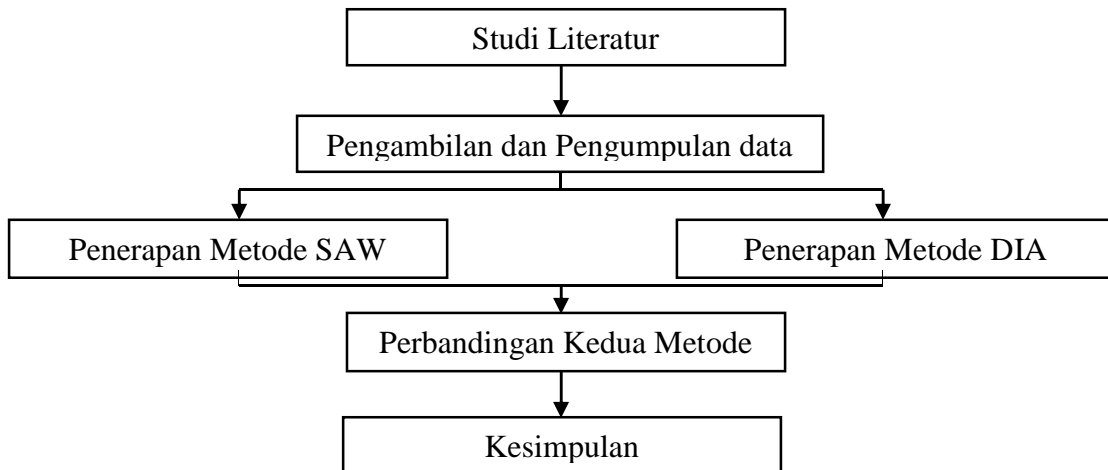 Studi Literatur
Pengambilan dan Pengumpulan data
Penerapan Metode SAW
Penerapan Metode DIA
Perbandingan Kedua Metode
Kesimpulan